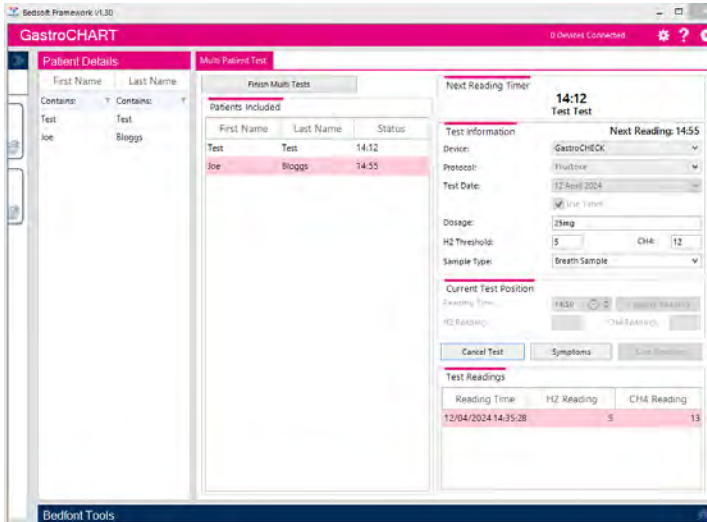 Bedsoft Framework V1.30
GastroCHART
0 Devices Connected
?
Patient Details
First Name Last Name
Contains: Contains:
Test Test
Joe Bloggs
Multi Patient Test
Finish Multi Tests
Patients Included
First Name Last Name Status
Test Test 14:12
Joe Bloggs 14:55
Next Reading Timer
14:12
Test Test
Test Information Next Reading: 14:55
Device: GastroCHECK
Protocol: Fructose
Test Date: 12 April 2024
Use Timer
Dosage: 25mg
H2 Threshold: 5 CH4: 12
Sample Type: Breath Sample
Current Test Position
Reading Time: 14:50
H2 Reading: CH4 Reading:
Cancel Test Symptoms
Test Readings
Reading Time H2 Reading CH4 Reading
12/04/2024 14:35:28 5 13
Bedfont Tools